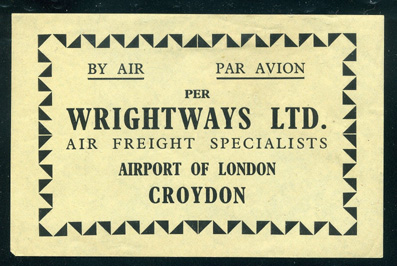 BY AIR PAR AVION
PER
WRIGHTWAYS LTD.
AIR FREIGHT SPECIALISTS
AIRPORT OF LONDON
CROYDON